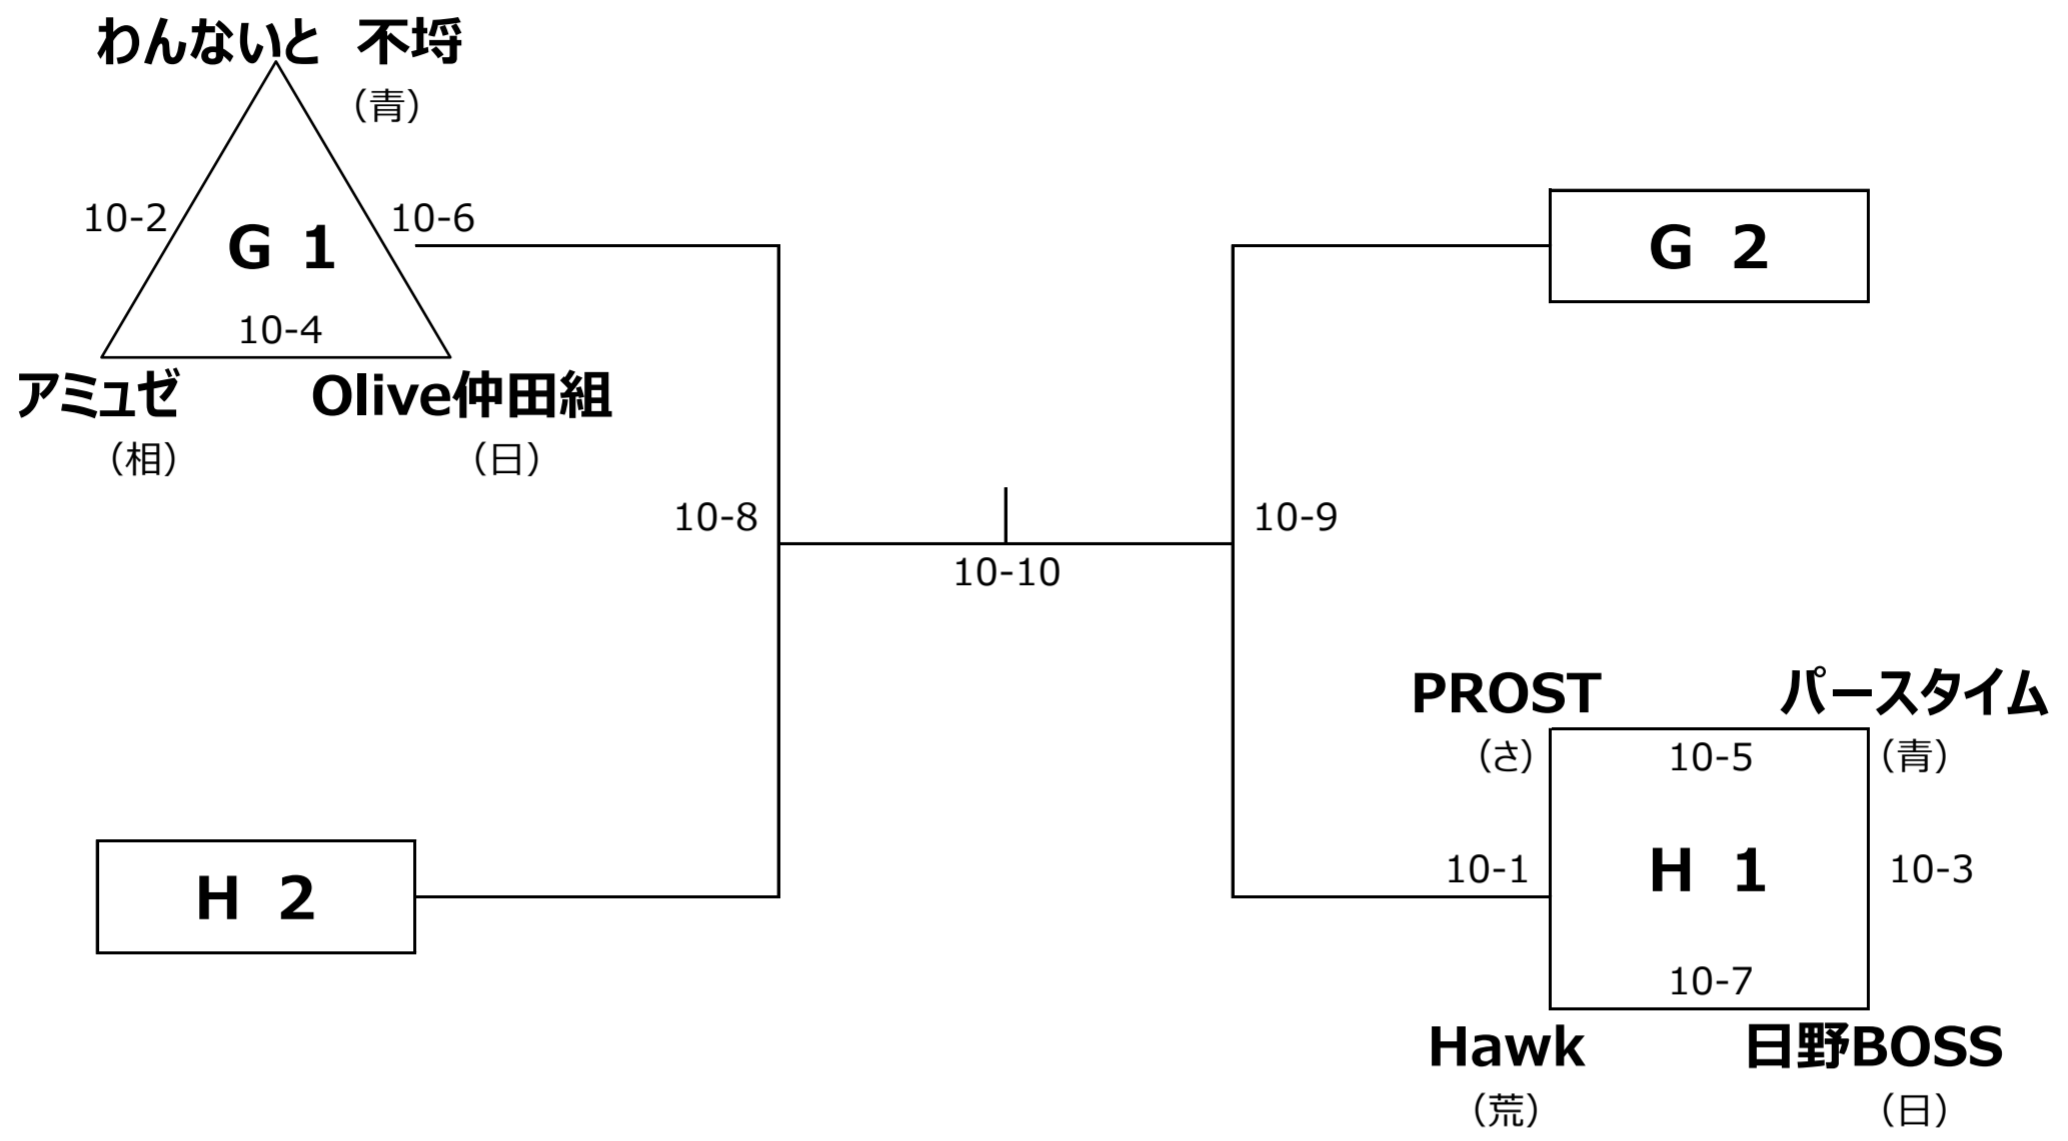 わんないと 不埒
（青）
10-2
10-6
G 1
10-4
アミュゼ
Olive仲田組
（相）
（日）
G 2
10-8
10-9
10-10
PROST
パースタイム
（さ）
10-5
（青）
10-1
H 1
10-3
H 2
10-7
Hawk
日野BOSS
（荒）
（日）